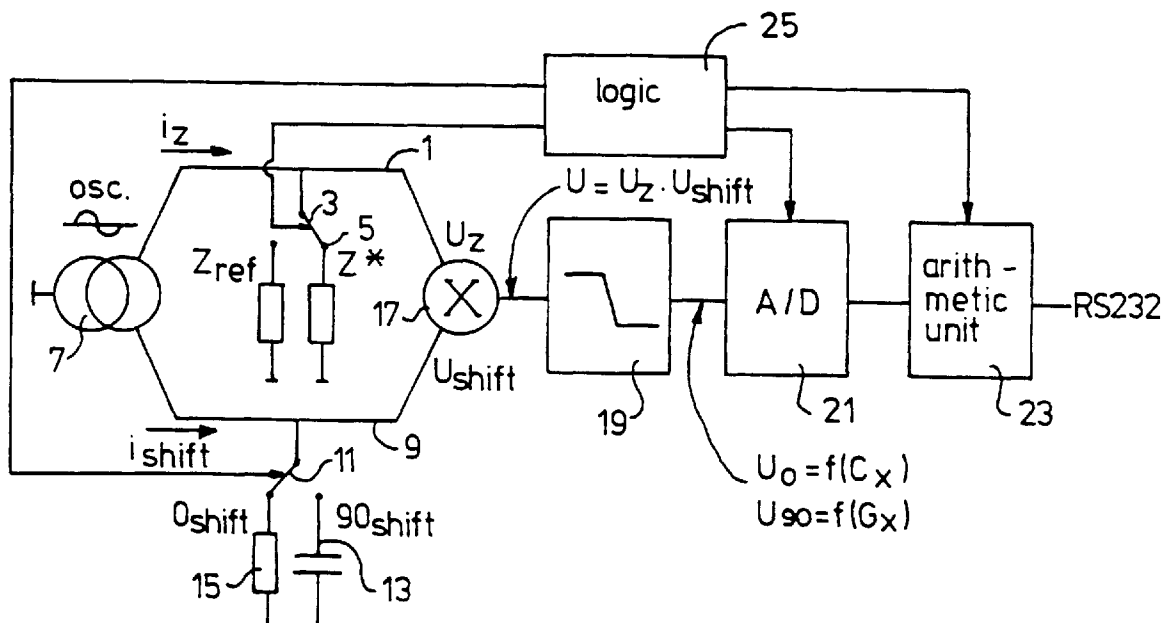 25
logic
i_z
1
osc.
3
U = U_z · U_shift
5
U_z
Z_ref
Z*
17
A/D
arith-
metic
unit
RS232
7
U_shift
19
21
23
i_shift
9
11
U_0 = f(C_x)
U_90 = f(G_x)
0_shift
90_shift
15
13